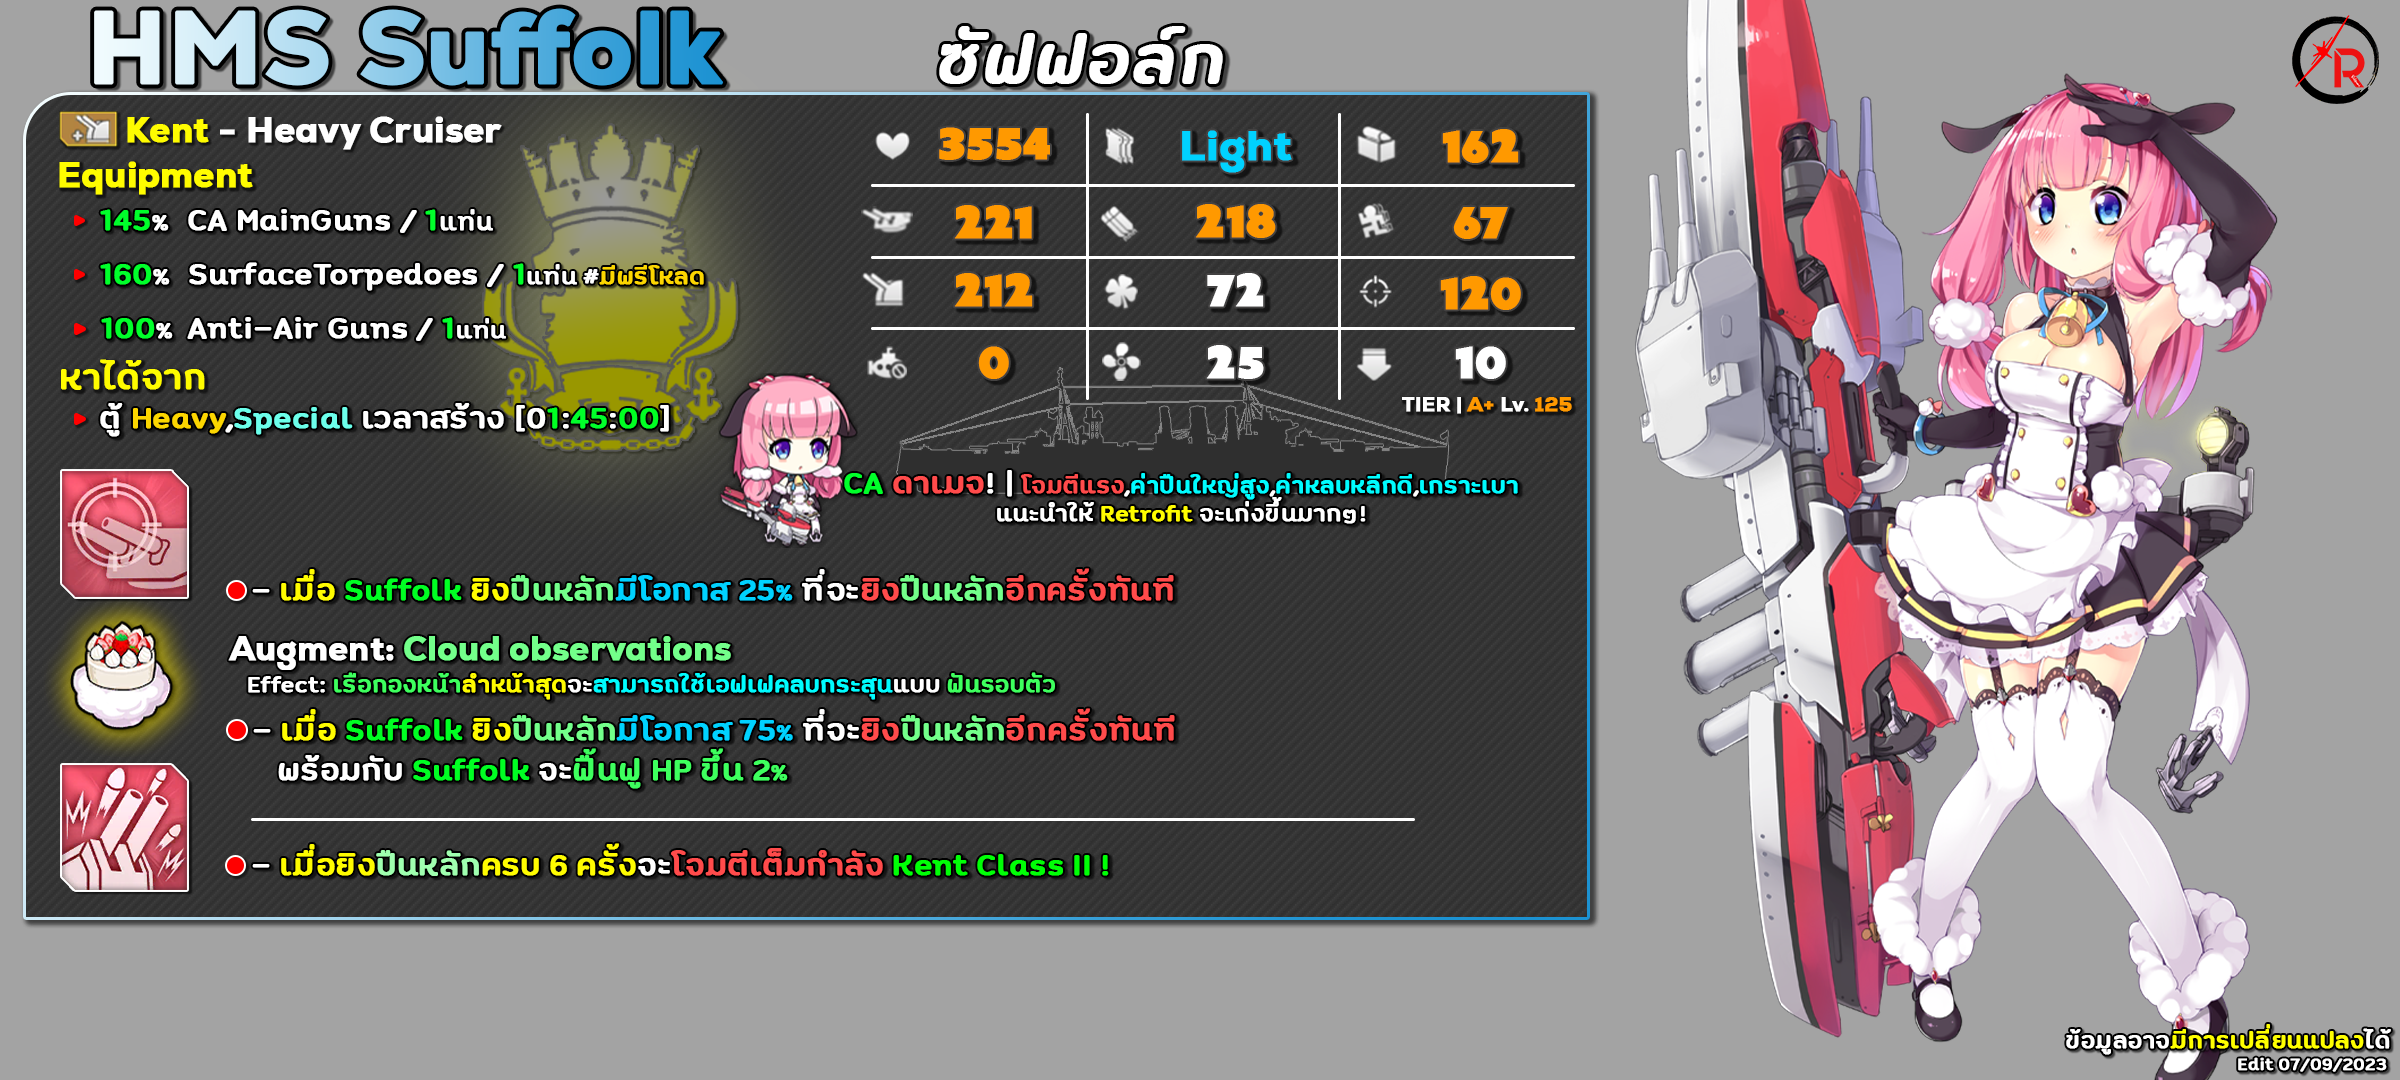 HMS Suffolk
ซัฟฟอล์ก
R
Kent - Heavy Cruiser
Equipment
145% CA MainGuns / 1แท่น
160% SurfaceTorpedoes / 1แท่น #มีพรีโหลด
100% Anti-Air Guns / 1แท่น
หาได้จาก
ตู้ Heavy,Special เวลาสร้าง [01:45:00]
3554 Light 162
221 218 67
212 72 120
0 25 10
TIER | A+ Lv. 125
CA ดาเมจ! | โจมตีแรง,ค่าปืนใหญ่สูง,ค่าหลบหลีกดี,เกราะเบา
แนะนำให้ Retrofit จะเก่งขึ้นมากๆ!
- เมื่อ Suffolk ยิงปืนหลักมีโอกาส 25% ที่จะยิงปืนหลักอีกครั้งทันที
Augment: Cloud observations
Effect: เรือกองหน้าลำหน้าสุดจะสามารถใช้เอฟเฟคลบกระสุนแบบ ฝันรอบตัว
- เมื่อ Suffolk ยิงปืนหลักมีโอกาส 75% ที่จะยิงปืนหลักอีกครั้งทันที
พร้อมกับ Suffolk จะฟื้นฟู HP ขึ้น 2%
- เมื่อยิงปืนหลักครบ 6 ครั้งจะโจมตีเต็มกำลัง Kent Class II !
ข้อมูลอาจมีการเปลี่ยนแปลงได้
Edit 07/09/2023